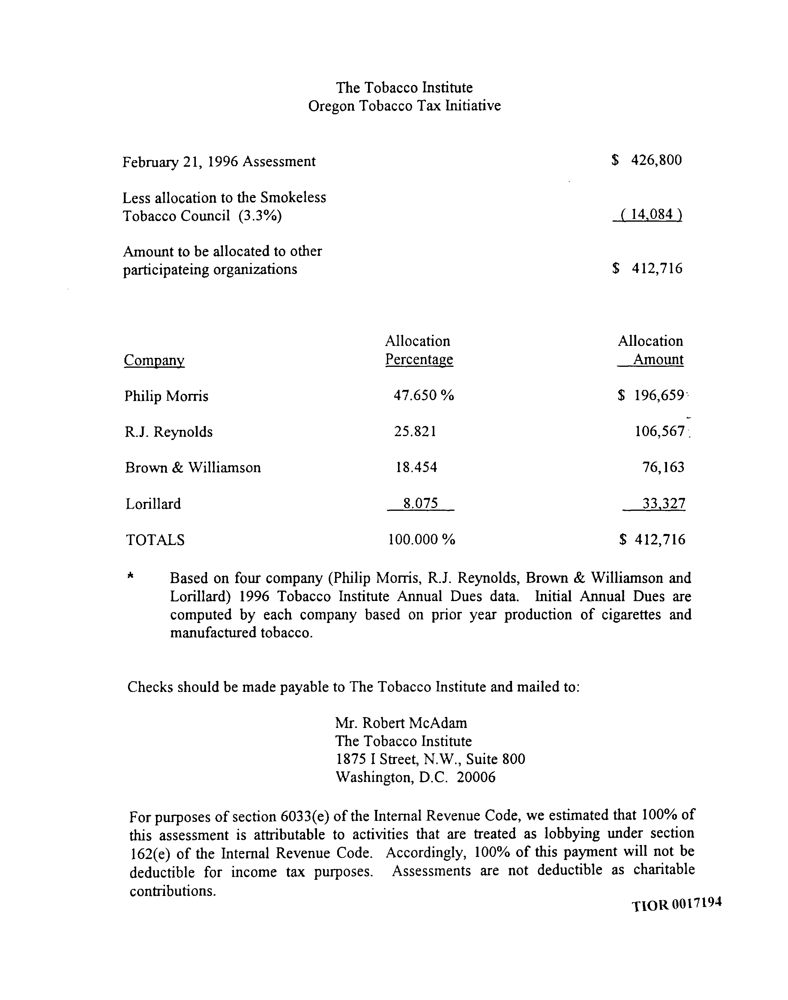 The Tobacco Institute
Oregon Tobacco Tax Initiative
February 21, 1996 Assessment $ 426,800
Less allocation to the Smokeless
Tobacco Council (3.3%) ( 14,084 )
Amount to be allocated to other
participateing organizations $ 412,716
Allocation Allocation
Company Percentage Amount
Philip Morris 47.650 % $ 196,659
R.J. Reynolds 25.821 106,567
Brown & Williamson 18.454 76,163
Lorillard 8.075 33,327
TOTALS 100.000 % $ 412,716
* Based on four company (Philip Morris, R.J. Reynolds, Brown & Williamson and
Lorillard) 1996 Tobacco Institute Annual Dues data. Initial Annual Dues are
computed by each company based on prior year production of cigarettes and
manufactured tobacco.
Checks should be made payable to The Tobacco Institute and mailed to:
Mr. Robert McAdam
The Tobacco Institute
1875 I Street, N.W., Suite 800
Washington, D.C. 20006
For purposes of section 6033(e) of the Internal Revenue Code, we estimated that 100% of
this assessment is attributable to activities that are treated as lobbying under section
162(e) of the Internal Revenue Code. Accordingly, 100% of this payment will not be
deductible for income tax purposes. Assessments are not deductible as charitable
contributions.
TIOR 0017194